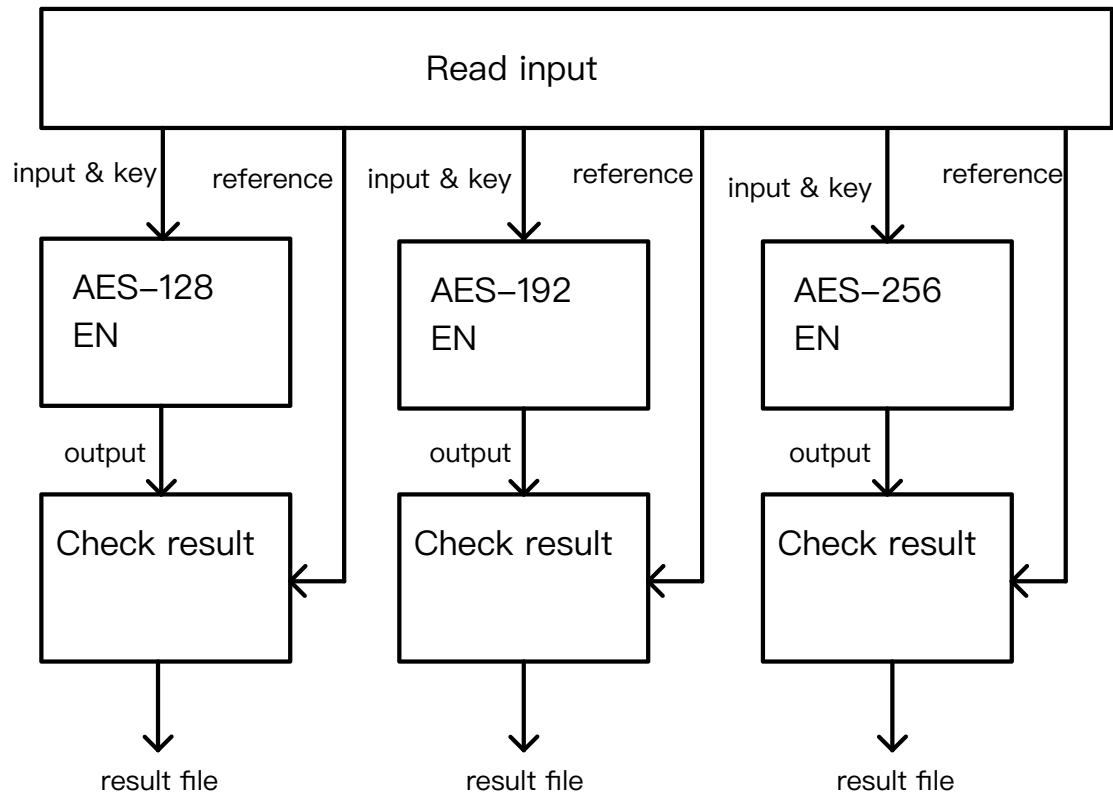 Read input
input & key
reference
input & key
reference
input & key
reference
AES–128
EN
AES–192
EN
AES–256
EN
output
output
output
Check result
Check result
Check result
result file
result file
result file